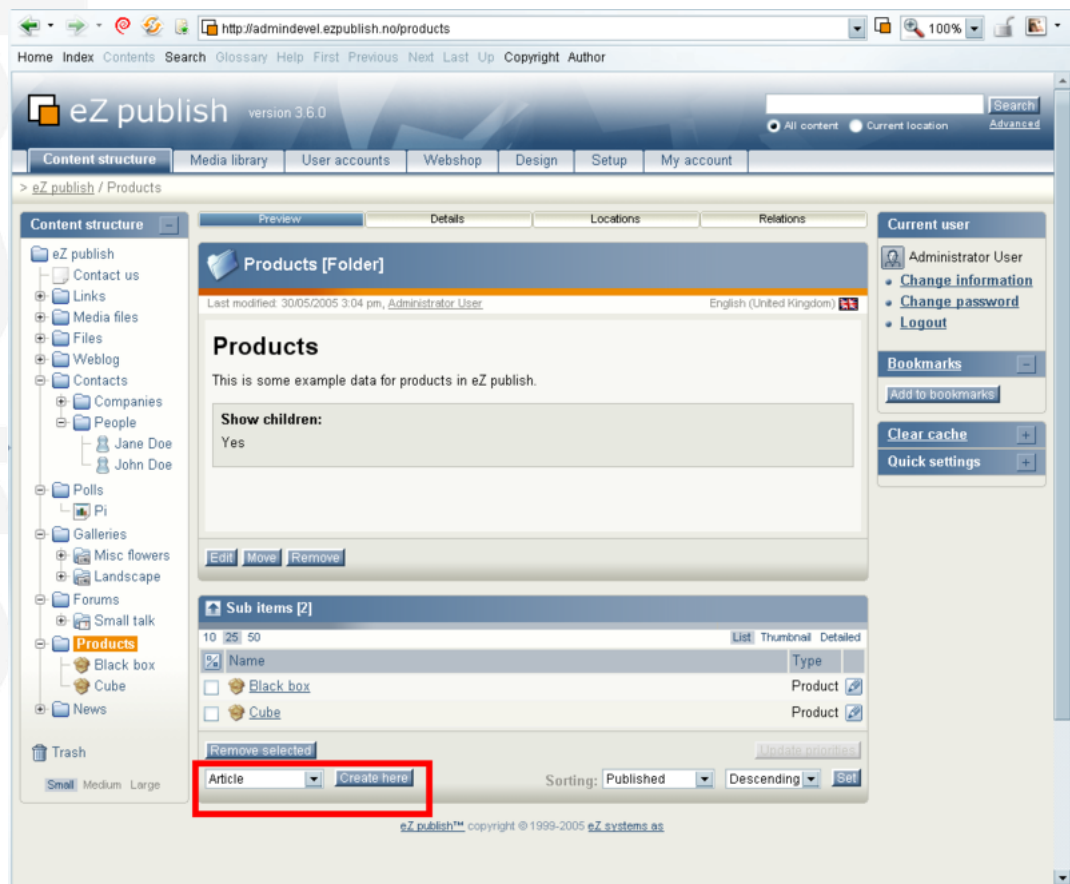 http://admindevel.ezpublish.no/products
100%
Home Index Contents Search Glossary Help First Previous Next Last Up Copyright Author
eZ publish version 3.6.0
Search
All content Current location Advanced
Content structure Media library User accounts Webshop Design Setup My account
> eZ publish / Products
Content structure
eZ publish
Contact us
Links
Media files
Files
Weblog
Contacts
Companies
People
Jane Doe
John Doe
Polls
Pi
Galleries
Misc flowers
Landscape
Forums
Small talk
Products
Black box
Cube
News
Trash
Small Medium Large
Preview Details Locations Relations
Products [Folder]
Last modified: 30/05/2005 3:04 pm, Administrator User English (United Kingdom)
Products
This is some example data for products in eZ publish.
Show children:
Yes
Edit Move Remove
Sub items [2]
10 25 50 List Thumbnail Detailed
Name Type
Black box Product
Cube Product
Remove selected Update priorities
Article Create here Sorting: Published Descending Set
Current user
Administrator User
Change information
Change password
Logout
Bookmarks
Add to bookmarks
Clear cache
Quick settings
eZ publish™ copyright © 1999-2005 eZ systems as